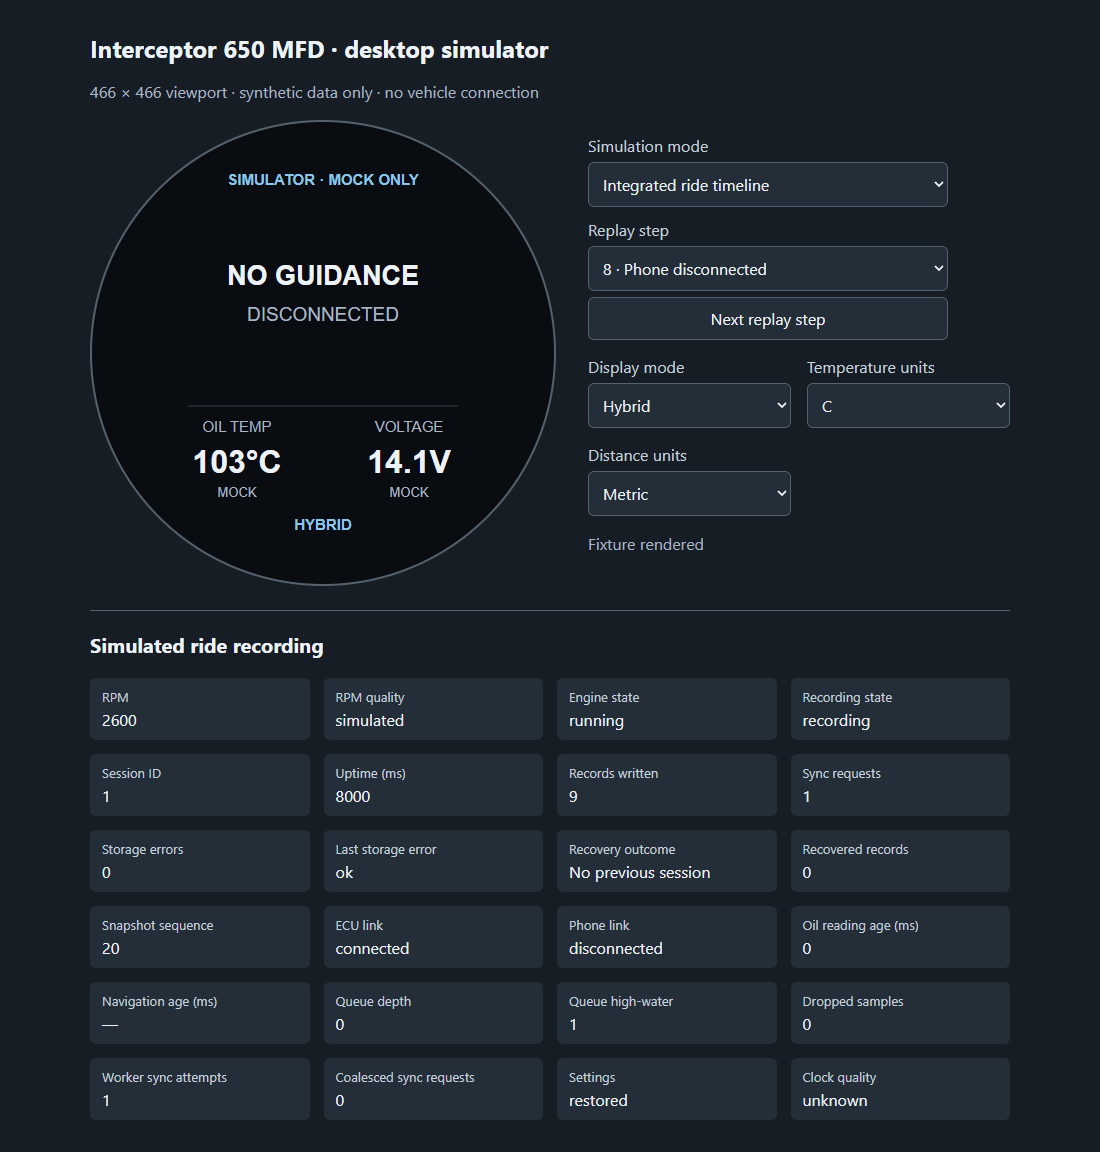 Interceptor 650 MFD · desktop simulator
466 × 466 viewport · synthetic data only · no vehicle connection
SIMULATOR · MOCK ONLY
NO GUIDANCE
DISCONNECTED
OIL TEMP
103°C
MOCK
VOLTAGE
14.1V
MOCK
HYBRID
Simulation mode
Integrated ride timeline
Replay step
8 · Phone disconnected
Next replay step
Display mode
Hybrid
Temperature units
C
Distance units
Metric
Fixture rendered
Simulated ride recording
RPM
2600
RPM quality
simulated
Engine state
running
Recording state
recording
Session ID
1
Uptime (ms)
8000
Records written
9
Sync requests
1
Storage errors
0
Last storage error
ok
Recovery outcome
No previous session
Recovered records
0
Snapshot sequence
20
ECU link
connected
Phone link
disconnected
Oil reading age (ms)
0
Navigation age (ms)
—
Queue depth
0
Queue high-water
1
Dropped samples
0
Worker sync attempts
1
Coalesced sync requests
0
Settings
restored
Clock quality
unknown